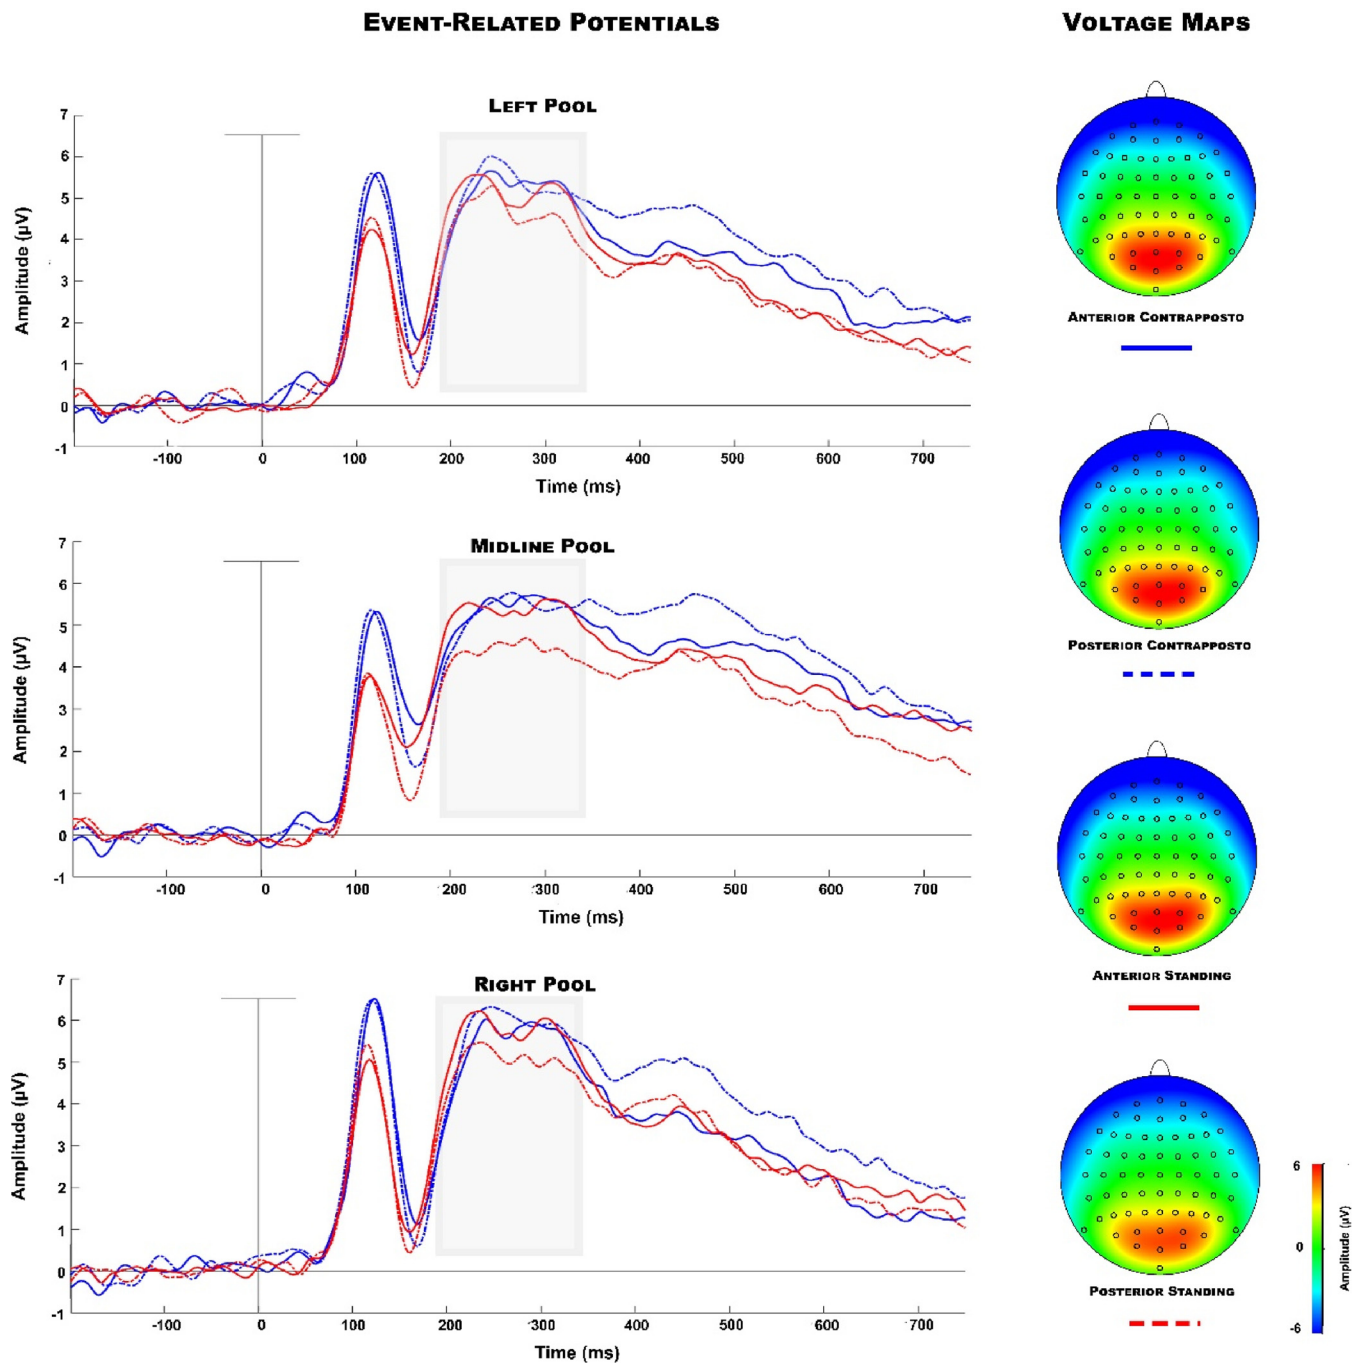 EVENT-RELATED POTENTIALS
VOLTAGE MAPS
LEFT POOL
7
6
5
4
3
2
1
0
-1
Amplitude (µV)
-100 0 100 200 300 400 500 600 700
Time (ms)
MIDLINE POOL
7
6
5
4
3
2
1
0
-1
Amplitude (µV)
-100 0 100 200 300 400 500 600 700
Time (ms)
RIGHT POOL
7
6
5
4
3
2
1
0
-1
Amplitude (µV)
-100 0 100 200 300 400 500 600 700
Time (ms)
ANTERIOR CONTRAPPOSTO
POSTERIOR CONTRAPPOSTO
ANTERIOR STANDING
POSTERIOR STANDING
6
0
-6
Amplitude (µV)